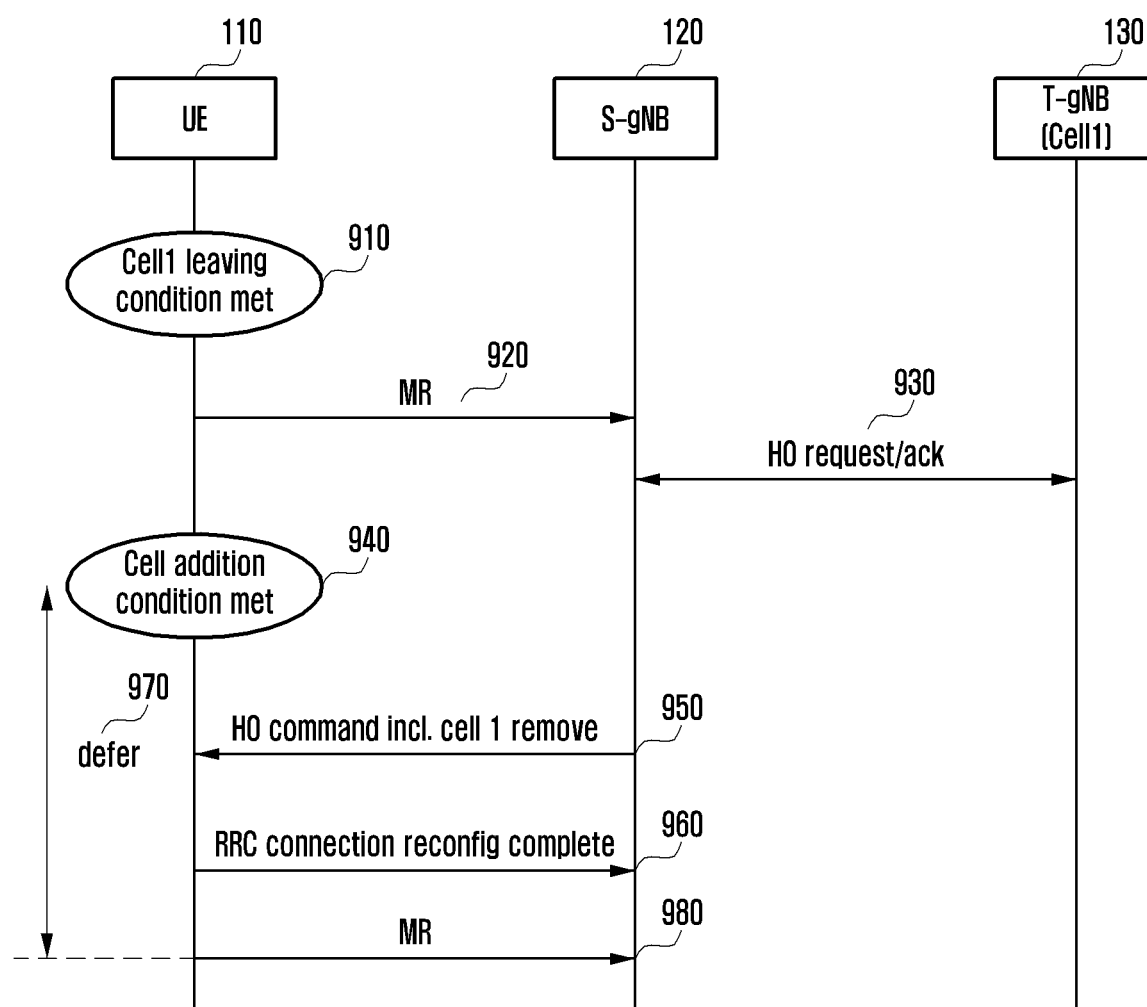 110
120
130
UE
S-gNB
T-gNB
(Cell1)
Cell1 leaving
condition met
910
MR
920
930
HO request/ack
Cell addition
condition met
940
970
defer
HO command incl. cell 1 remove
950
RRC connection reconfig complete
960
MR
980